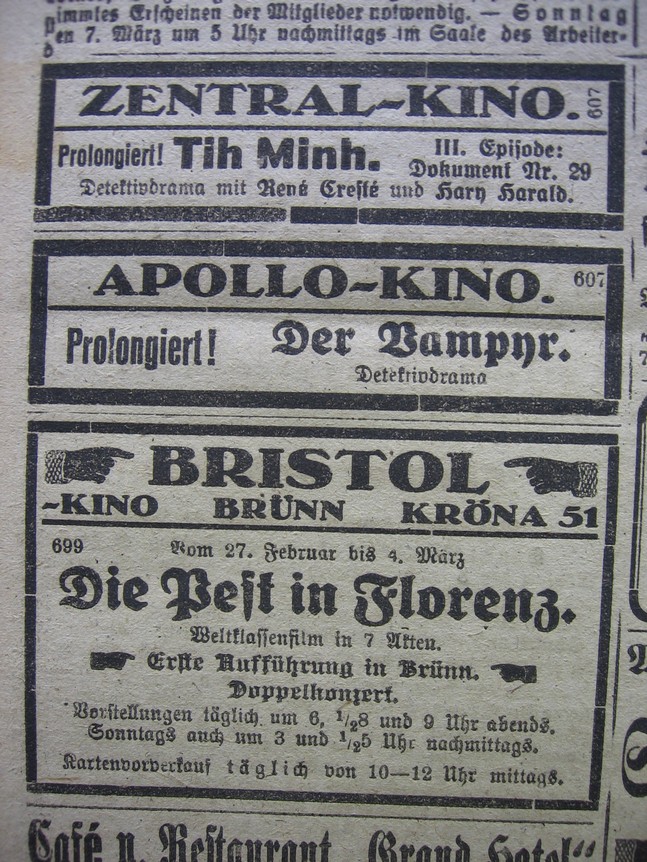 gimmtes Erscheinen der Mitglieder notwendig. — Sonntag
en 7. März um 5 Uhr nachmittags im Saale des Arbeiter-
ZENTRAL-KINO. 607
Prolongiert! Tih Minh. III. Episode:
Dokument Nr. 29
Detektivdrama mit René Cresté und Hary Harald.
APOLLO-KINO. 607
Prolongiert! Der Vampyr.
Detektivdrama
BRISTOL
-KINO BRÜNN KRÖNA 51
699 Vom 27. Februar bis 4. März
Die Pest in Florenz.
Weltklassenfilm in 7 Akten.
Erste Aufführung in Brünn.
Doppelkonzert.
Vorstellungen täglich um 6, 1/28 und 9 Uhr abends.
Sonntags auch um 3 und 1/25 Uhr nachmittags.
Kartenvorverkauf täglich von 10—12 Uhr mittags.
Café u. Restaurant „Grand Hotel“